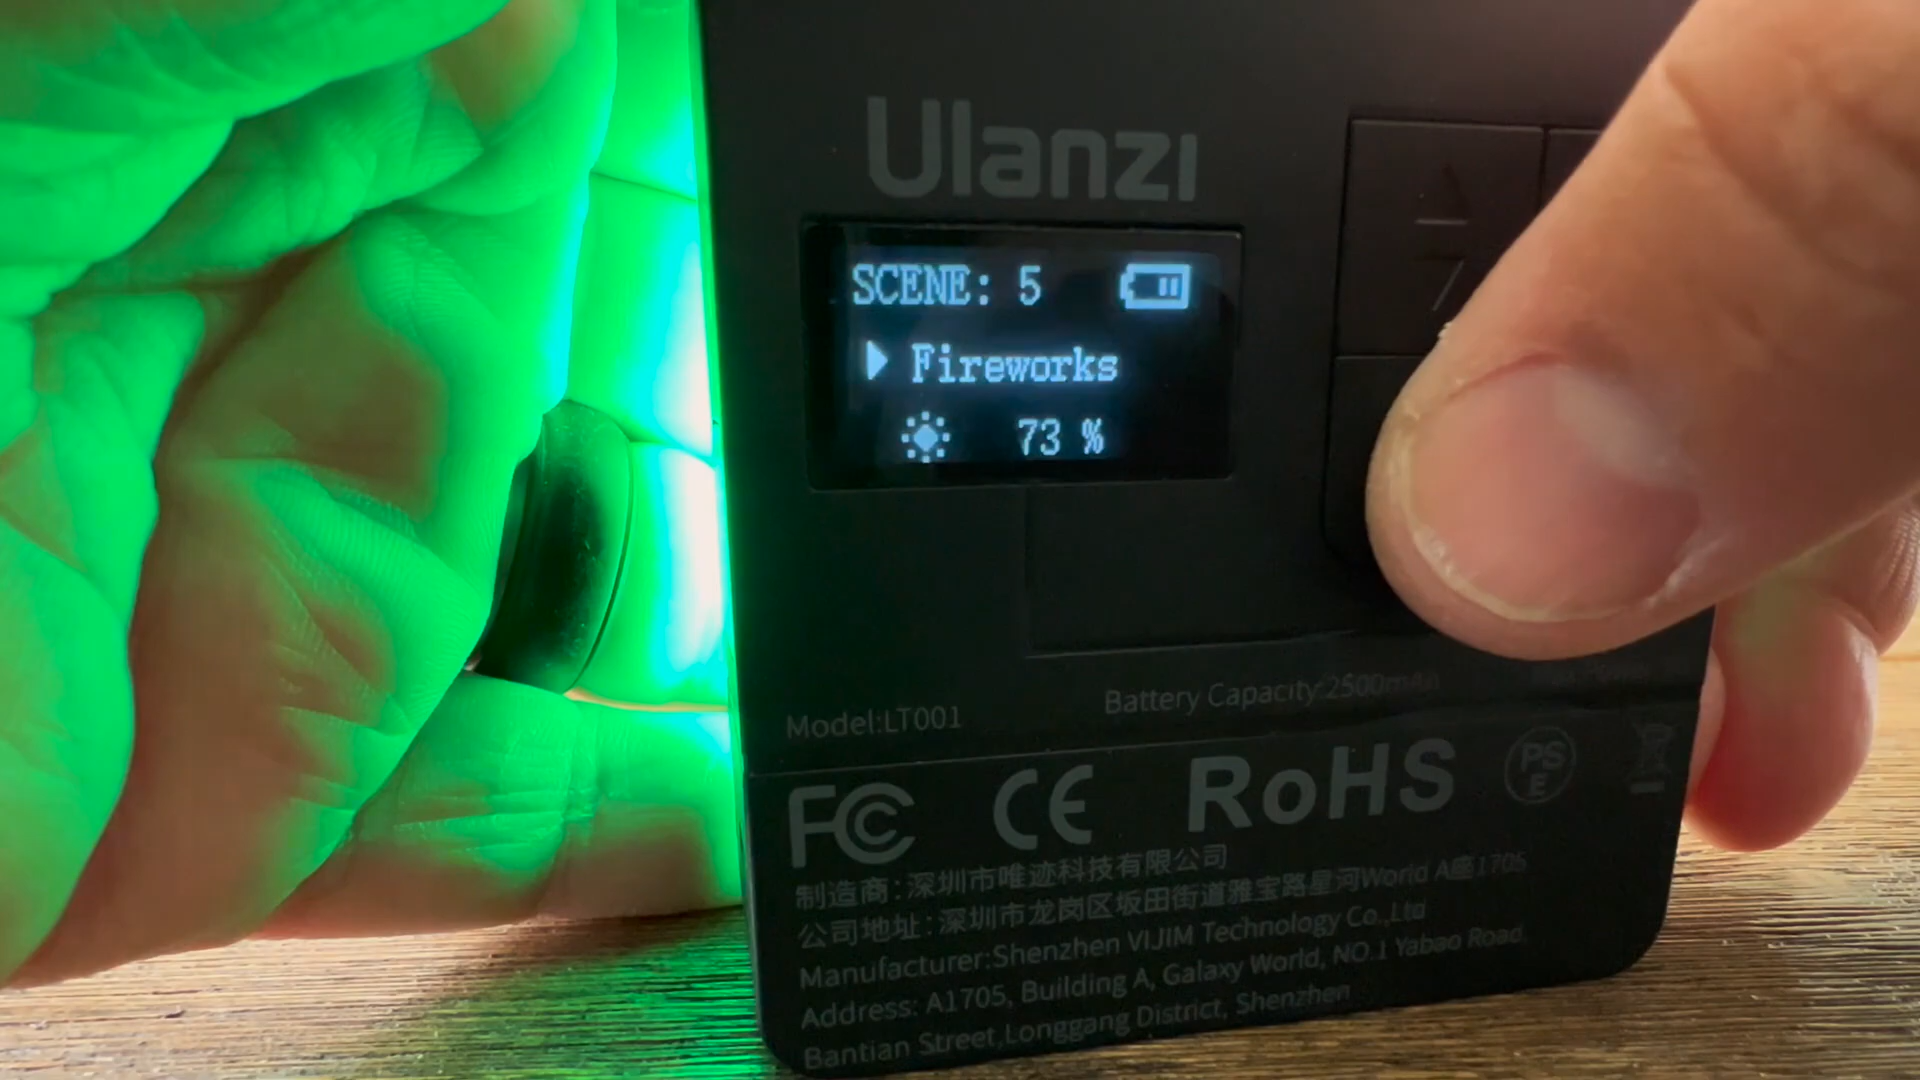 Ulanzi
SCENE: 5
Fireworks
73 %
Battery Capacity:2500mAh
Model:LT001
FC CE RoHS PS E
制造商:深圳市唯迹科技有限公司
公司地址:深圳市龙岗区坂田街道雅宝路星河World A座1705
Manufacturer:Shenzhen VIJIM Technology Co.,Ltd
Address: A1705, Building A, Galaxy World, NO.1 Yabao Road,
Bantian Street,Longgang District, Shenzhen